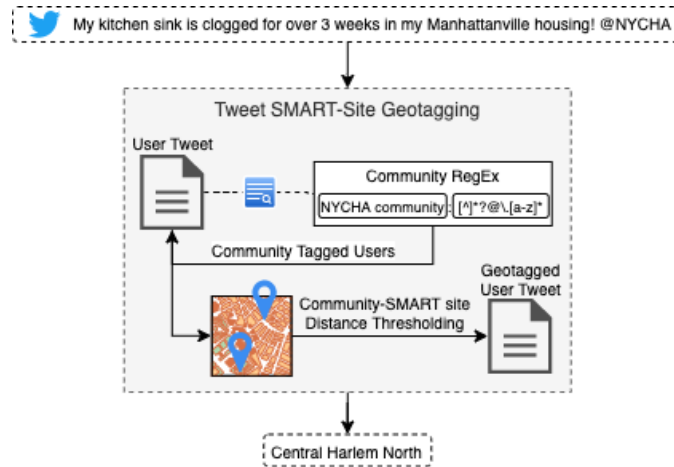 My kitchen sink is clogged for over 3 weeks in my Manhattanville housing! @NYCHA
Tweet SMART-Site Geotagging
User Tweet
Community RegEx
NYCHA community : [^]*?@\.[a-z]*
Community Tagged Users
Geotagged
User Tweet
Community-SMART site
Distance Thresholding
Central Harlem North